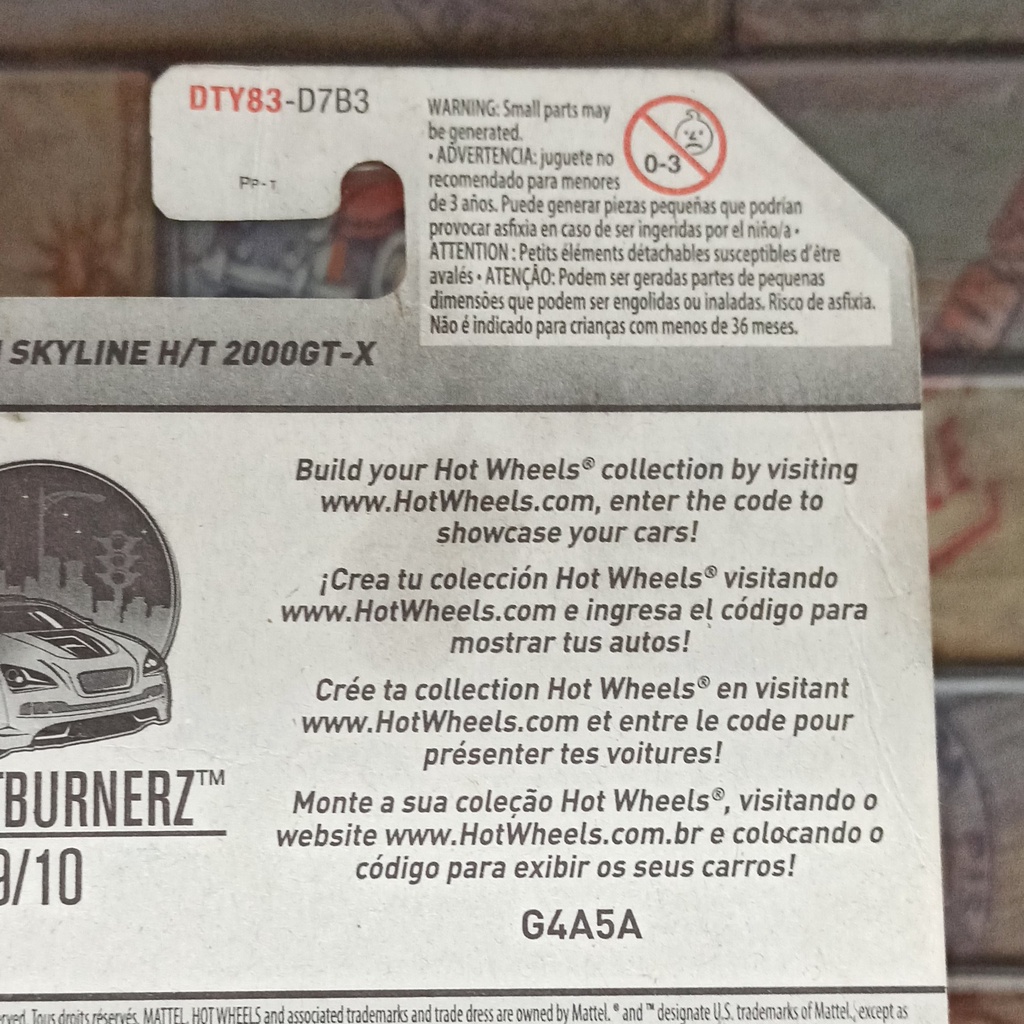 DTY83-D7B3
PP-T
WARNING: Small parts may
be generated.
• ADVERTENCIA: juguete no
recomendado para menores
de 3 años. Puede generar piezas pequeñas que podrían
provocar asfixia en caso de ser ingeridas por el niño/a •
ATTENTION : Petits éléments détachables susceptibles d'être
avalés • ATENÇÃO: Podem ser geradas partes de pequenas
dimensões que podem ser engolidas ou inaladas. Risco de asfixia.
Não é indicado para crianças com menos de 36 meses.
0-3
SKYLINE H/T 2000GT-X
Build your Hot Wheels® collection by visiting
www.HotWheels.com, enter the code to
showcase your cars!
¡Crea tu colección Hot Wheels® visitando
www.HotWheels.com e ingresa el código para
mostrar tus autos!
Crée ta collection Hot Wheels® en visitant
www.HotWheels.com et entre le code pour
présenter tes voitures!
Monte a sua coleção Hot Wheels®, visitando o
website www.HotWheels.com.br e colocando o
código para exibir os seus carros!
G4A5A
TBURNERZ™
9/10
rved. Tous droits réservés. MATTEL, HOT WHEELS and associated trademarks and trade dress are owned by Mattel. ® and ™ designate U.S. trademarks of Mattel, except as